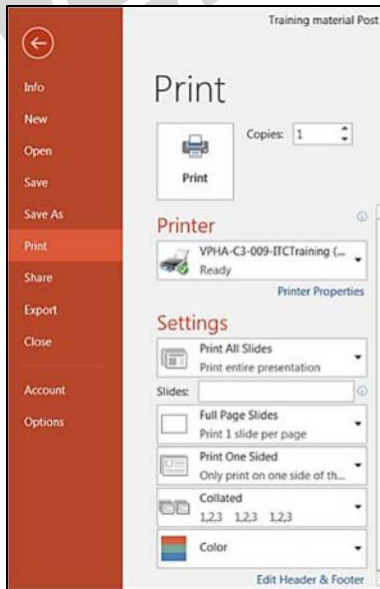 Training material Post
Info
New
Open
Save
Save As
Print
Share
Export
Close
Account
Options
Print
Print
Copies: 1
Printer
VPHA-C3-009-ITCTraining (...
Ready
Printer Properties
Settings
Print All Slides
Print entire presentation
Slides:
Full Page Slides
Print 1 slide per page
Print One Sided
Only print on one side of th...
Collated
1,2,3 1,2,3 1,2,3
Color
Edit Header & Footer